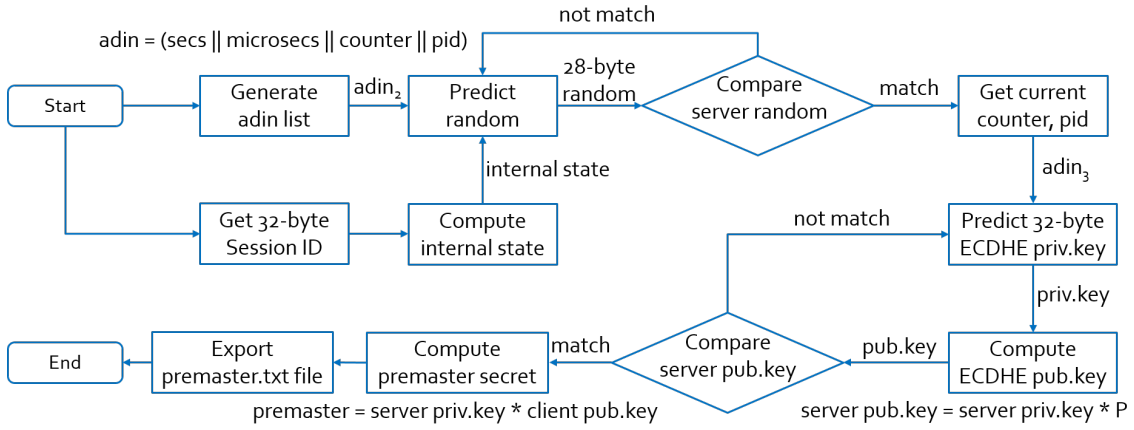 not match
adin = (secs || microsecs || counter || pid)
Start
Generate
adin list
adin₂
Predict
random
28-byte
random
Compare
server random
match
Get current
counter, pid
internal state
adin₃
Get 32-byte
Session ID
Compute
internal state
not match
Predict 32-byte
ECDHE priv.key
priv.key
End
Export
premaster.txt file
Compute
premaster secret
match
Compare
server pub.key
pub.key
Compute
ECDHE pub.key
premaster = server priv.key * client pub.key
server pub.key = server priv.key * P